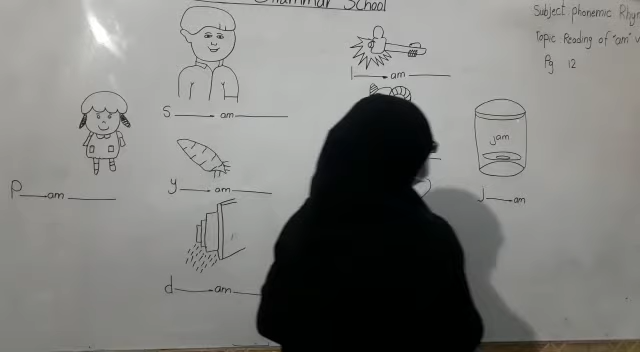 Grammar School
Subject: phonemic Rhy
Topic Reading of "am"
Pg 12
l am
s am
jam
P am
y am
j am
d am